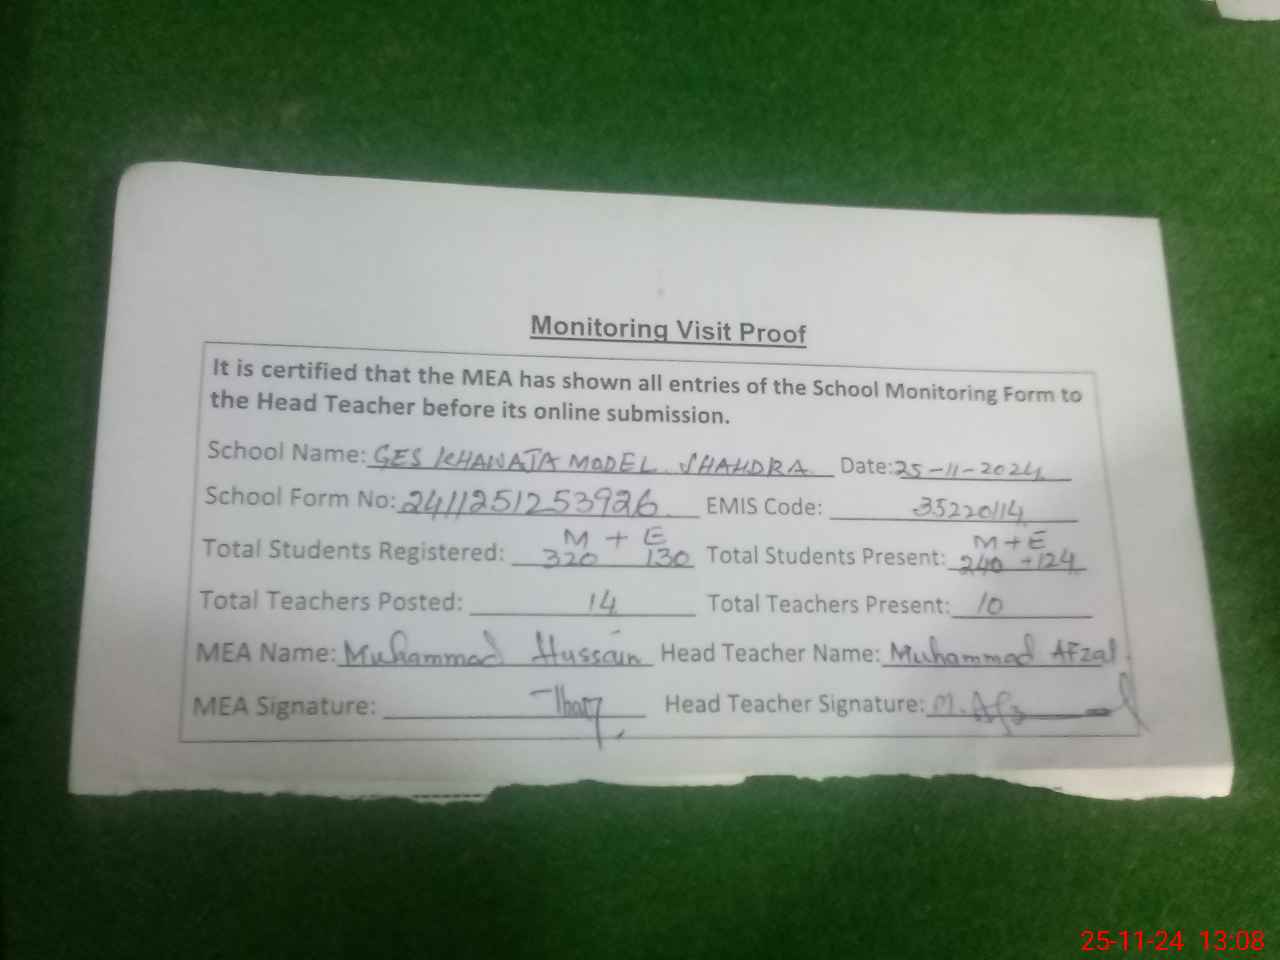 Monitoring Visit Proof
It is certified that the MEA has shown all entries of the School Monitoring Form to
the Head Teacher before its online submission.
School Name: GES KHAWAJA MODEL SHAHDRA Date: 25-11-2024
School Form No: 2411251253926 EMIS Code: 35220114
M + E M+E
Total Students Registered: 320 130 Total Students Present: 240 +124
Total Teachers Posted: 14 Total Teachers Present: 10
MEA Name: Muhammad Hussain Head Teacher Name: Muhammad AFzal
MEA Signature: Head Teacher Signature: M. Afz
25-11-24 13:08